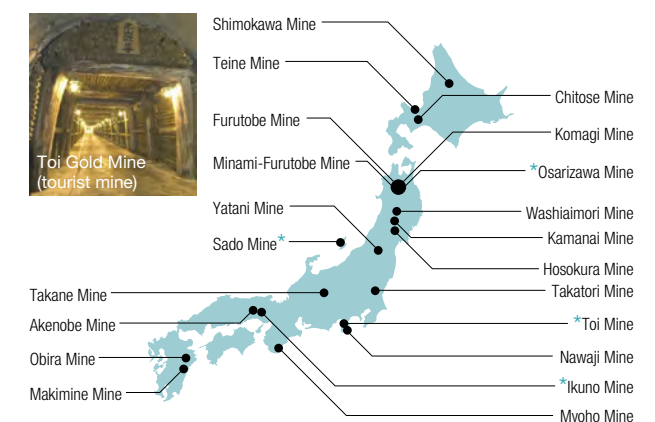 Toi Gold Mine
(tourist mine)
Shimokawa Mine
Teine Mine
Furutobe Mine
Minami-Furutobe Mine
Yatani Mine
Sado Mine*
Takane Mine
Akenobe Mine
Obira Mine
Makimine Mine
Chitose Mine
Komagi Mine
*Osarizawa Mine
Washiaimori Mine
Kamanai Mine
Hosokura Mine
Takatori Mine
*Toi Mine
Nawaji Mine
*Ikuno Mine
Myoho Mine